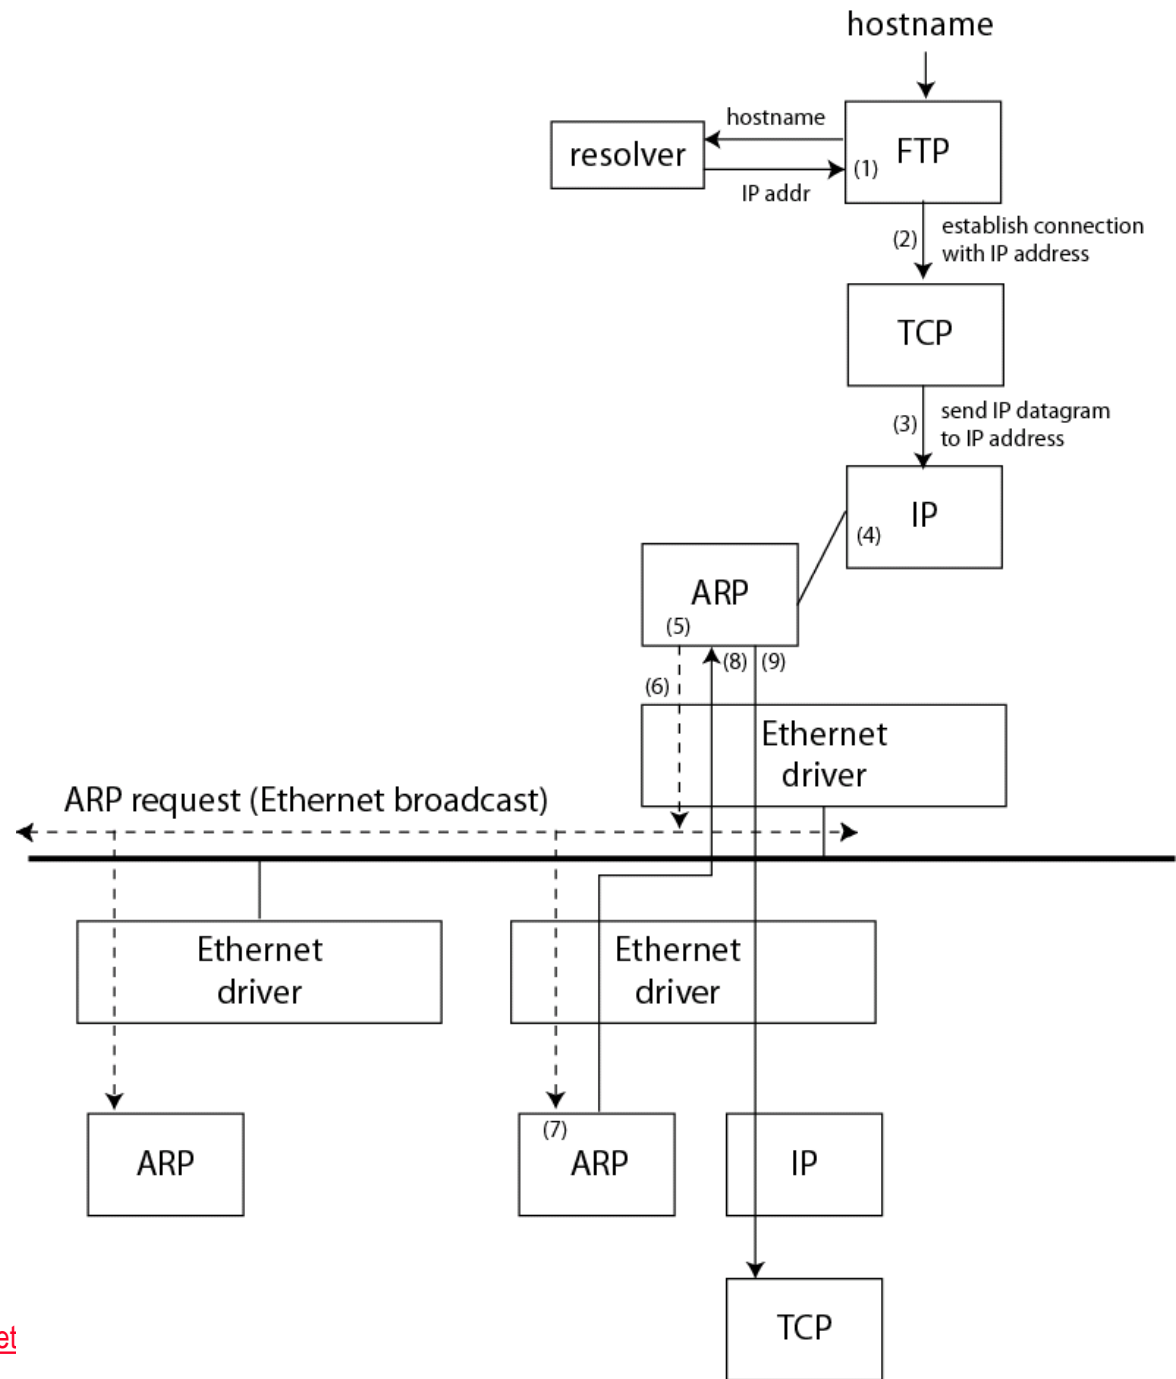 hostname
hostname
resolver
FTP
(1)
IP addr
(2)
establish connection
with IP address
TCP
(3)
send IP datagram
to IP address
IP
(4)
ARP
(5)
(8)
(9)
(6)
Ethernet
driver
ARP request (Ethernet broadcast)
Ethernet
driver
Ethernet
driver
(7)
ARP
ARP
IP
TCP
et